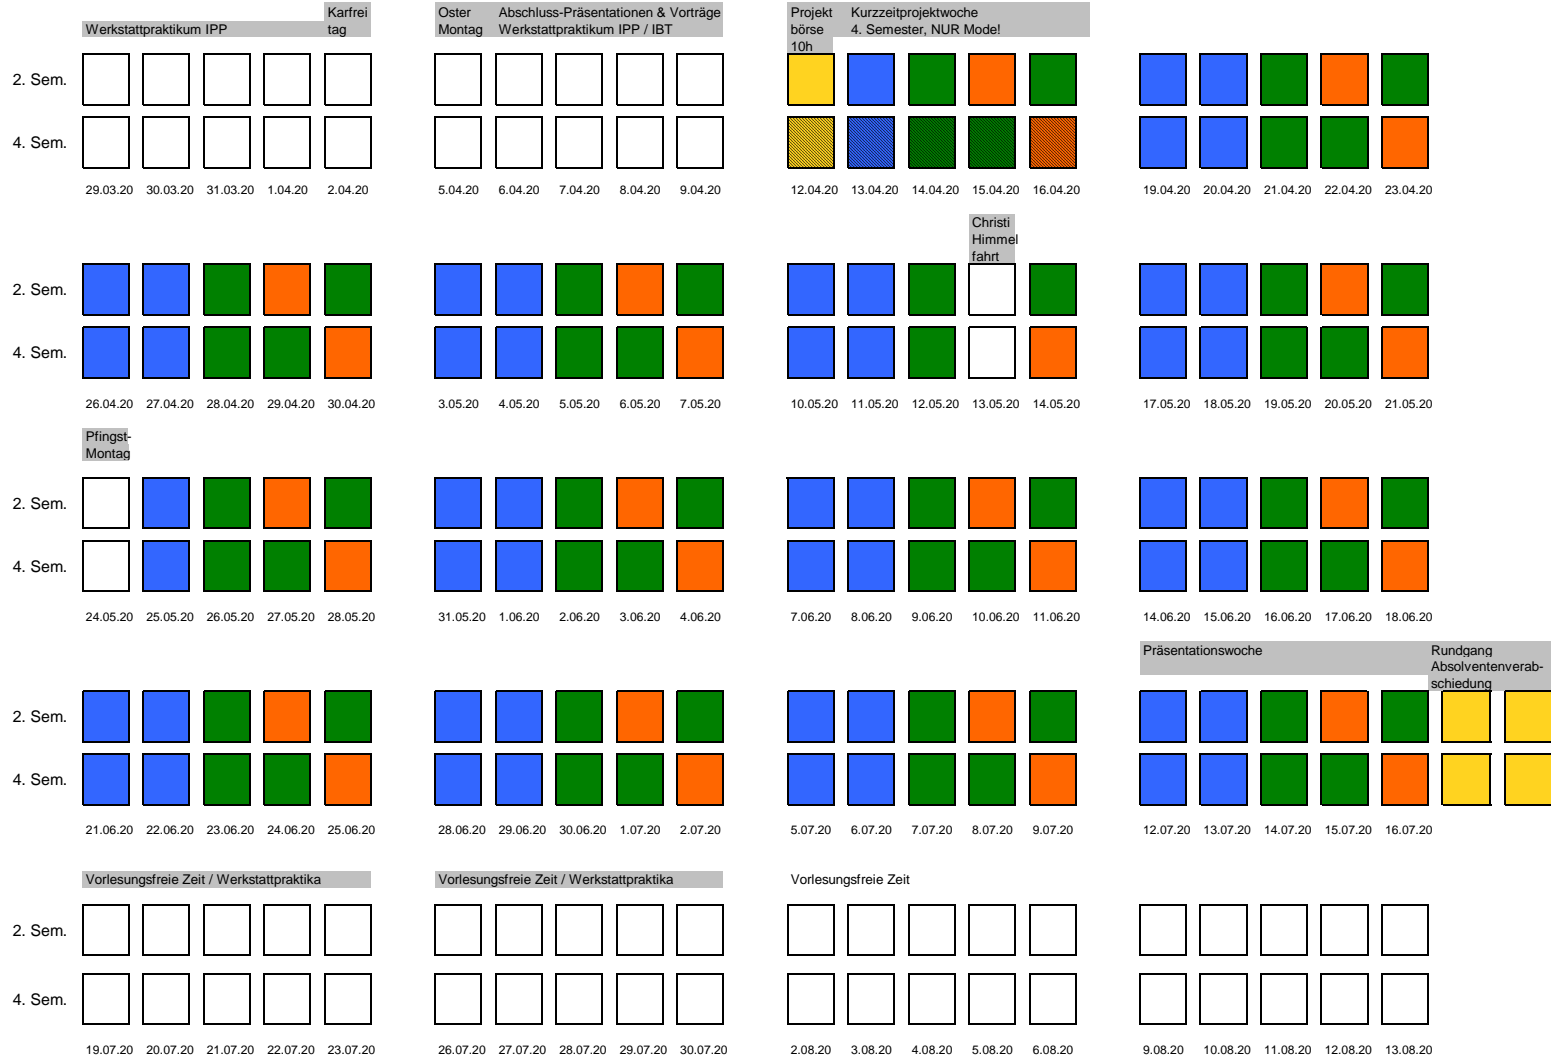 Werkstattpraktikum IPP
Karfrei
tag
Oster
Montag
Abschluss-Präsentationen & Vorträge
Werkstattpraktikum IPP / IBT
Projekt
börse
10h
Kurzzeitprojektwoche
4. Semester, NUR Mode!
2. Sem.
4. Sem.
29.03.20 30.03.20 31.03.20 1.04.20 2.04.20 5.04.20 6.04.20 7.04.20 8.04.20 9.04.20 12.04.20 13.04.20 14.04.20 15.04.20 16.04.20 19.04.20 20.04.20 21.04.20 22.04.20 23.04.20
Christi
Himmel
fahrt
2. Sem.
4. Sem.
26.04.20 27.04.20 28.04.20 29.04.20 30.04.20 3.05.20 4.05.20 5.05.20 6.05.20 7.05.20 10.05.20 11.05.20 12.05.20 13.05.20 14.05.20 17.05.20 18.05.20 19.05.20 20.05.20 21.05.20
Pfingst-
Montag
2. Sem.
4. Sem.
24.05.20 25.05.20 26.05.20 27.05.20 28.05.20 31.05.20 1.06.20 2.06.20 3.06.20 4.06.20 7.06.20 8.06.20 9.06.20 10.06.20 11.06.20 14.06.20 15.06.20 16.06.20 17.06.20 18.06.20
Präsentationswoche
Rundgang
Absolventenverab-
schiedung
2. Sem.
4. Sem.
21.06.20 22.06.20 23.06.20 24.06.20 25.06.20 28.06.20 29.06.20 30.06.20 1.07.20 2.07.20 5.07.20 6.07.20 7.07.20 8.07.20 9.07.20 12.07.20 13.07.20 14.07.20 15.07.20 16.07.20
Vorlesungsfreie Zeit / Werkstattpraktika
Vorlesungsfreie Zeit / Werkstattpraktika
Vorlesungsfreie Zeit
2. Sem.
4. Sem.
19.07.20 20.07.20 21.07.20 22.07.20 23.07.20 26.07.20 27.07.20 28.07.20 29.07.20 30.07.20 2.08.20 3.08.20 4.08.20 5.08.20 6.08.20 9.08.20 10.08.20 11.08.20 12.08.20 13.08.20